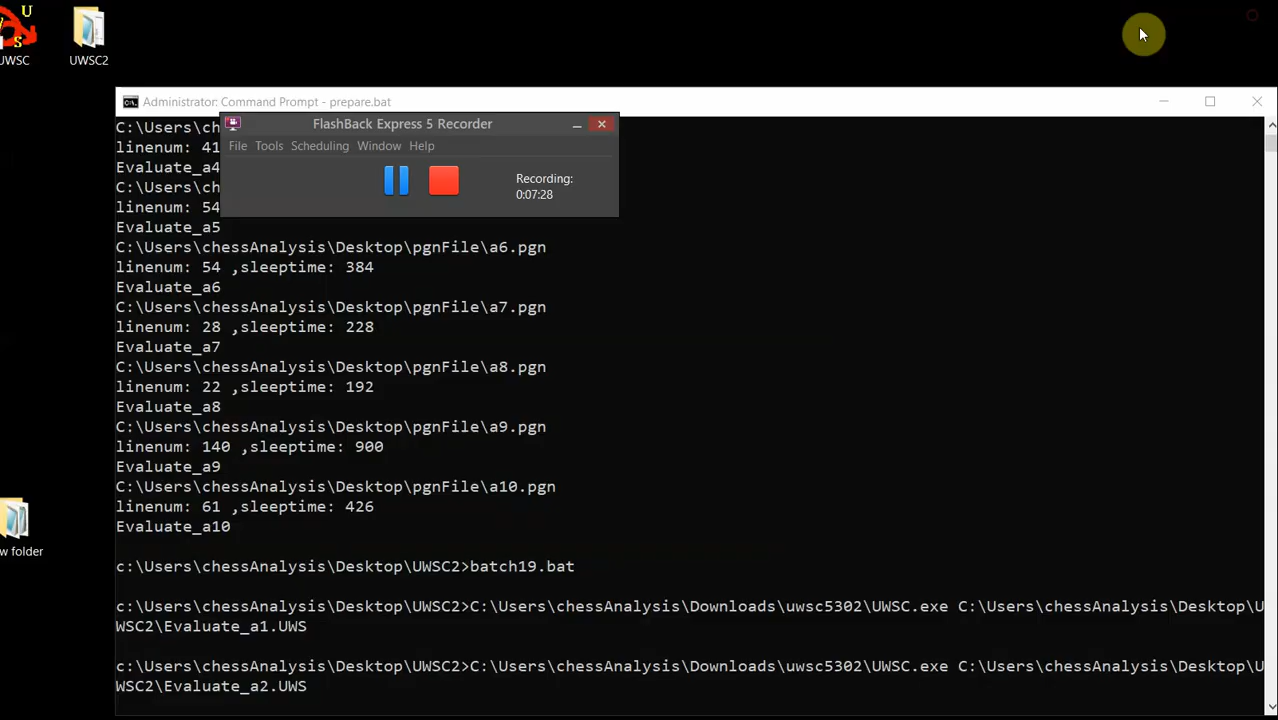 U
S
UWSC
UWSC2
Administrator: Command Prompt - prepare.bat
FlashBack Express 5 Recorder
File Tools Scheduling Window Help
Recording:
0:07:28
C:\Users\ch
linenum: 41
Evaluate_a4
C:\Users\ch
linenum: 54
Evaluate_a5
C:\Users\chessAnalysis\Desktop\pgnFile\a6.pgn
linenum: 54 ,sleeptime: 384
Evaluate_a6
C:\Users\chessAnalysis\Desktop\pgnFile\a7.pgn
linenum: 28 ,sleeptime: 228
Evaluate_a7
C:\Users\chessAnalysis\Desktop\pgnFile\a8.pgn
linenum: 22 ,sleeptime: 192
Evaluate_a8
C:\Users\chessAnalysis\Desktop\pgnFile\a9.pgn
linenum: 140 ,sleeptime: 900
Evaluate_a9
C:\Users\chessAnalysis\Desktop\pgnFile\a10.pgn
linenum: 61 ,sleeptime: 426
Evaluate_a10
c:\Users\chessAnalysis\Desktop\UWSC2>batch19.bat
c:\Users\chessAnalysis\Desktop\UWSC2>C:\Users\chessAnalysis\Downloads\uwsc5302\UWSC.exe C:\Users\chessAnalysis\Desktop\U
WSC2\Evaluate_a1.UWS
c:\Users\chessAnalysis\Desktop\UWSC2>C:\Users\chessAnalysis\Downloads\uwsc5302\UWSC.exe C:\Users\chessAnalysis\Desktop\U
WSC2\Evaluate_a2.UWS
w folder